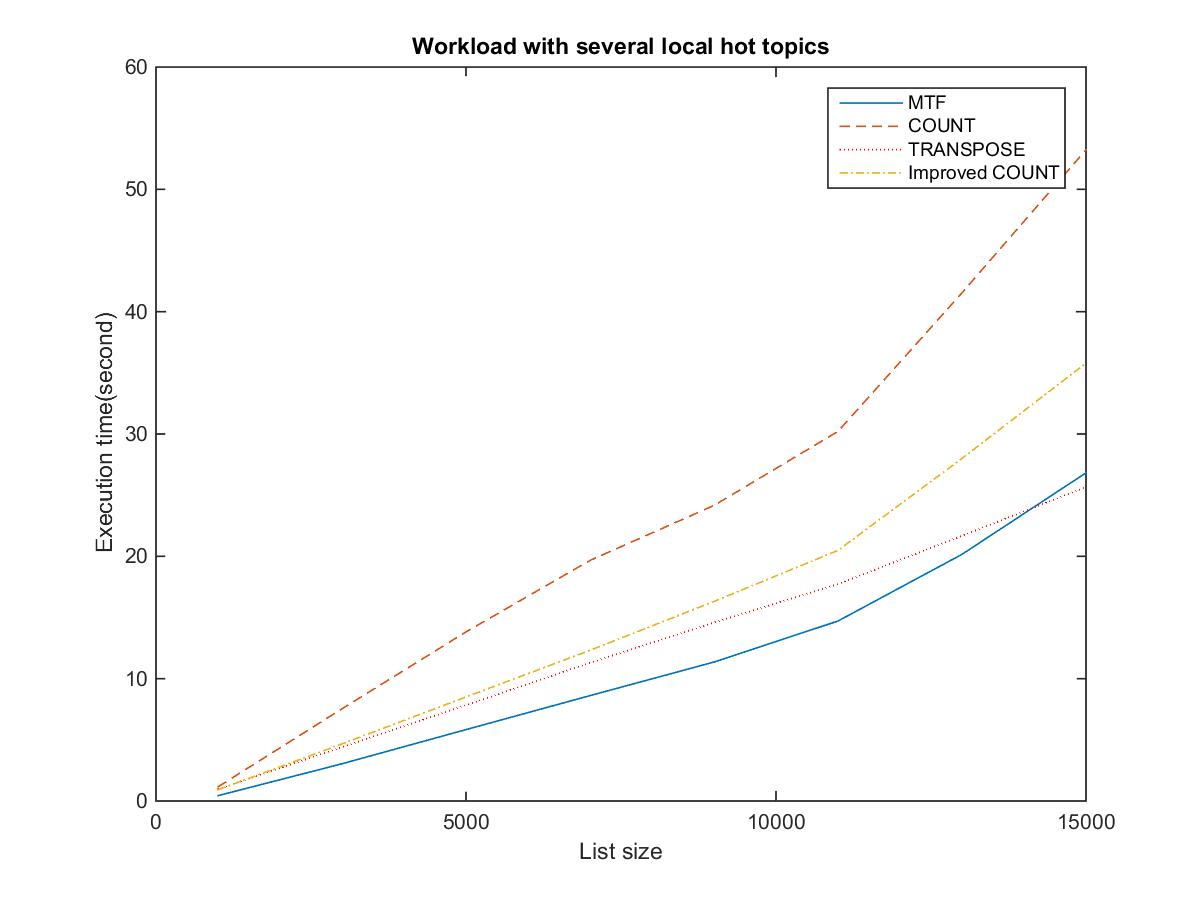 Workload with several local hot topics
60
50
40
30
20
10
0
Execution time(second)
MTF
COUNT
TRANSPOSE
Improved COUNT
0 5000 10000 15000
List size